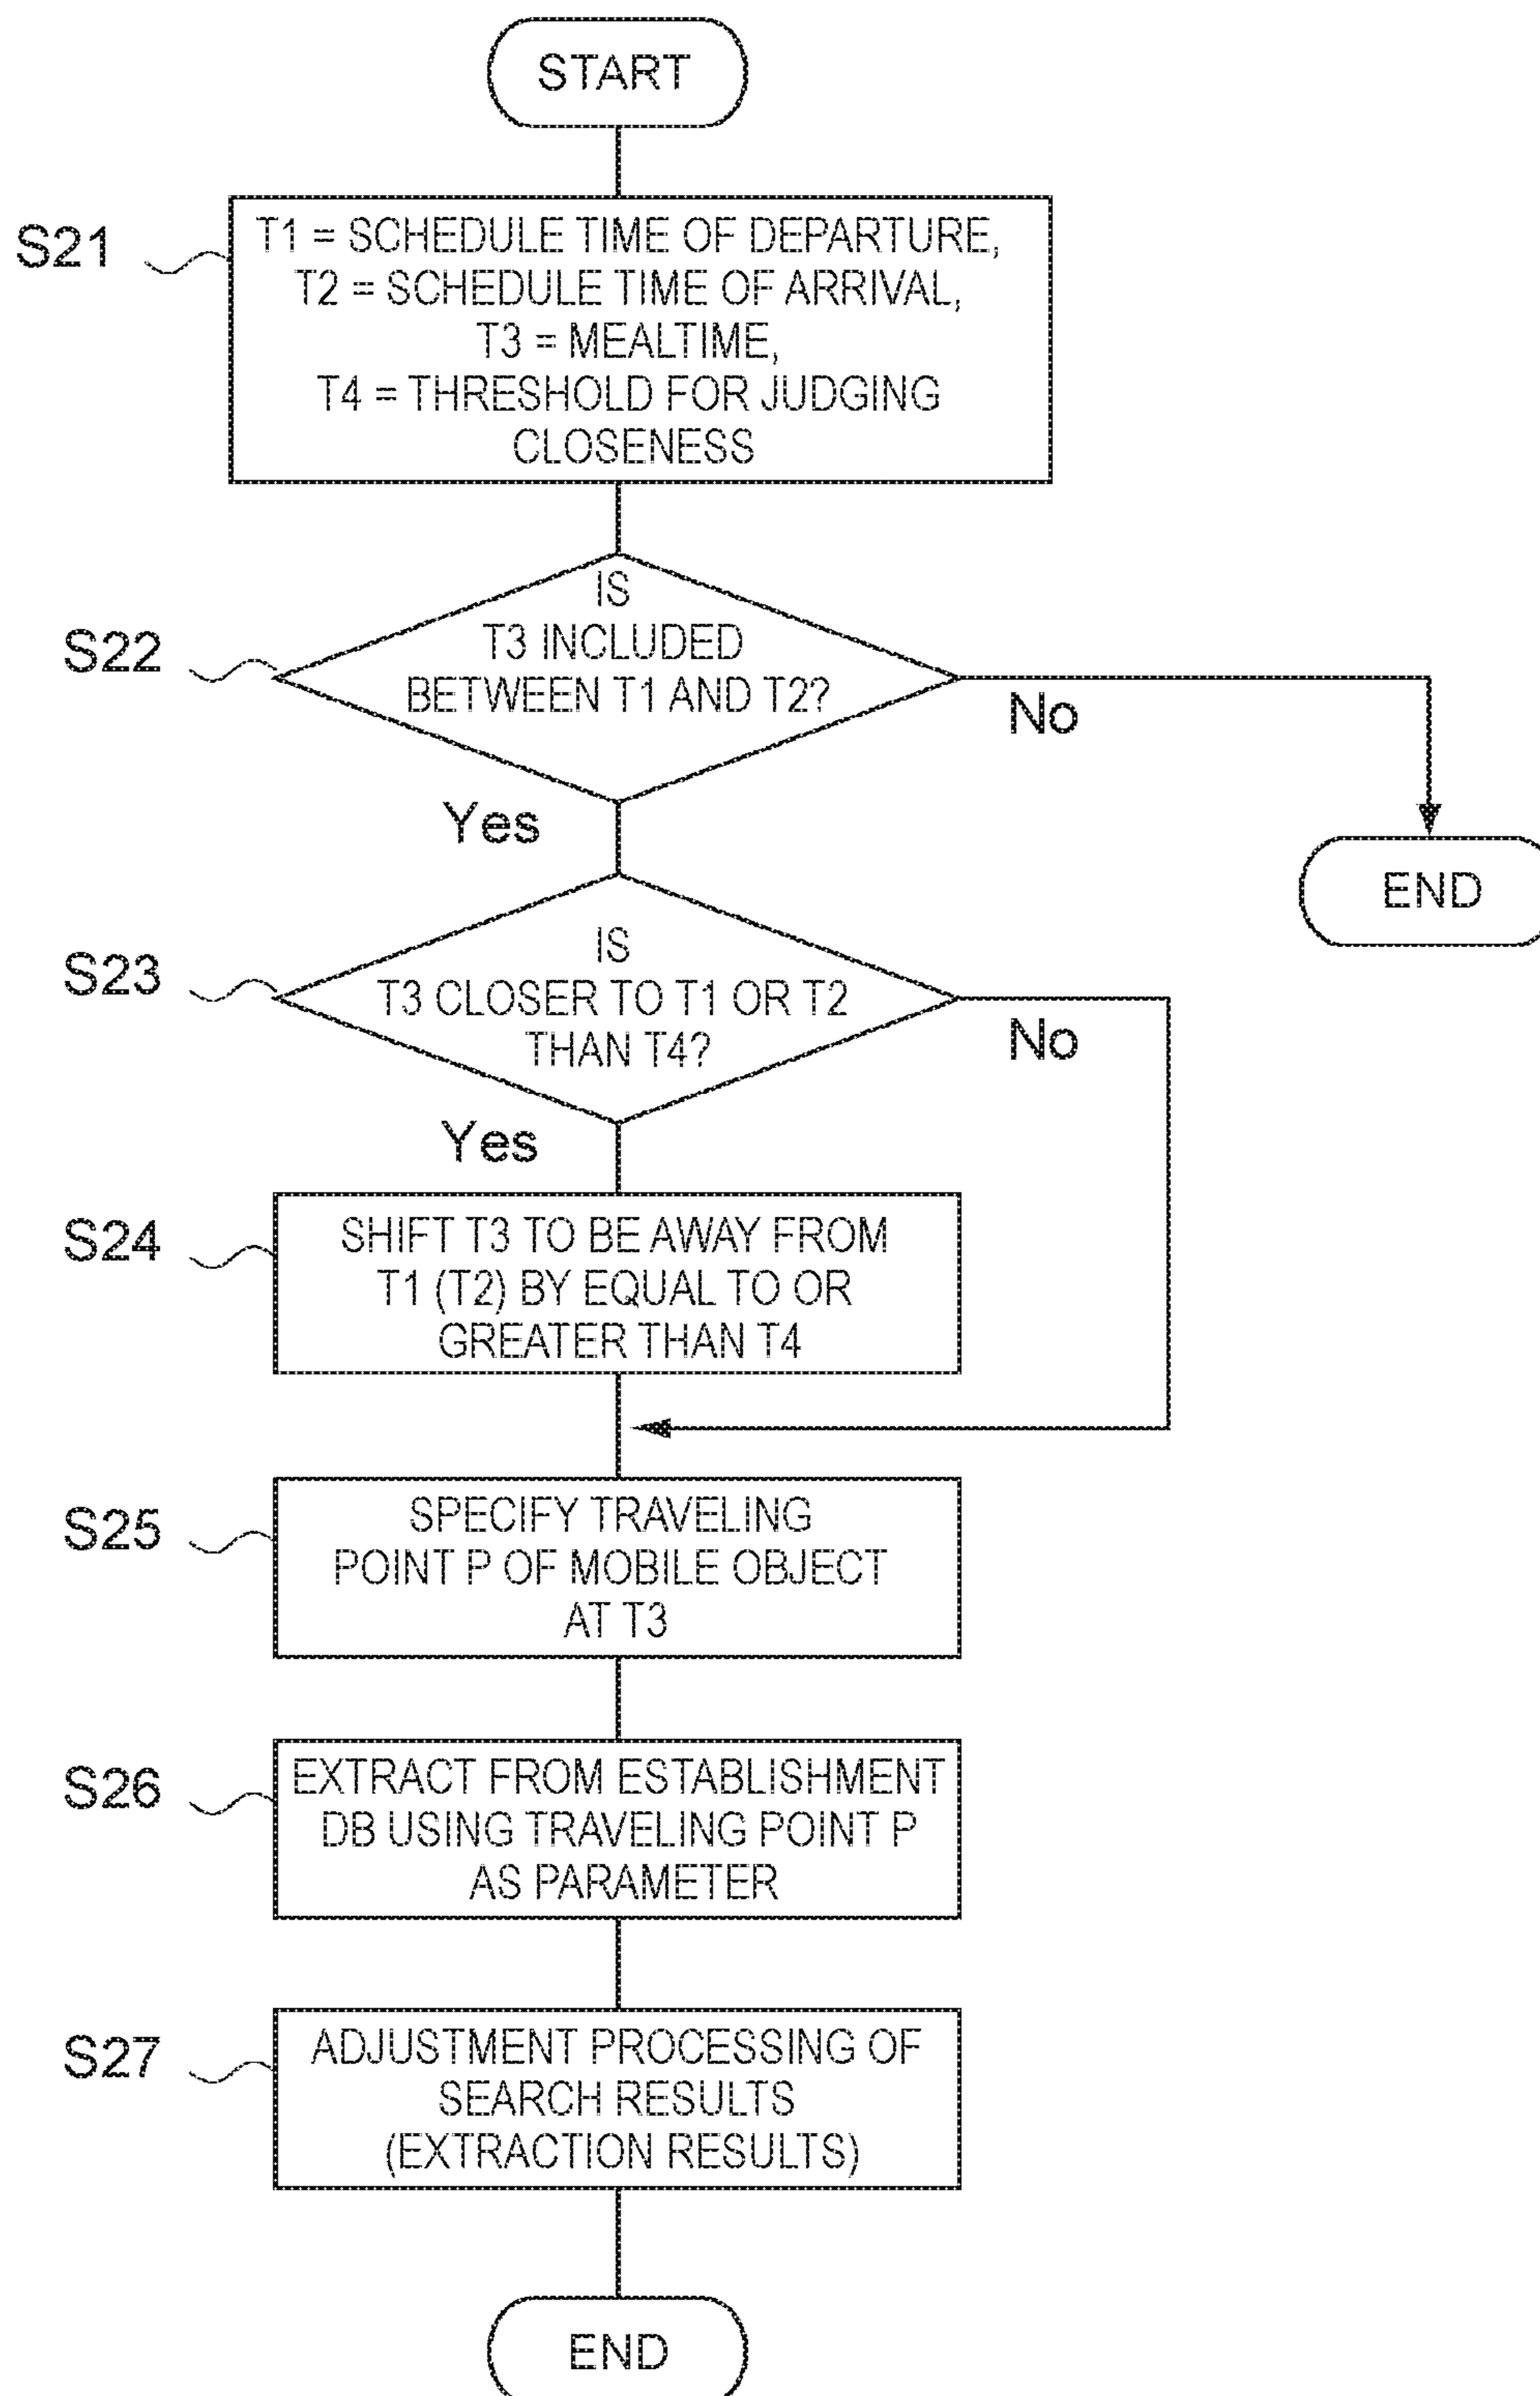 START
S21
T1 = SCHEDULE TIME OF DEPARTURE,
T2 = SCHEDULE TIME OF ARRIVAL,
T3 = MEALTIME,
T4 = THRESHOLD FOR JUDGING
CLOSENESS
S22
IS
T3 INCLUDED
BETWEEN T1 AND T2?
No
Yes
END
S23
IS
T3 CLOSER TO T1 OR T2
THAN T4?
No
Yes
S24
SHIFT T3 TO BE AWAY FROM
T1 (T2) BY EQUAL TO OR
GREATER THAN T4
S25
SPECIFY TRAVELING
POINT P OF MOBILE OBJECT
AT T3
S26
EXTRACT FROM ESTABLISHMENT
DB USING TRAVELING POINT P
AS PARAMETER
S27
ADJUSTMENT PROCESSING OF
SEARCH RESULTS
(EXTRACTION RESULTS)
END